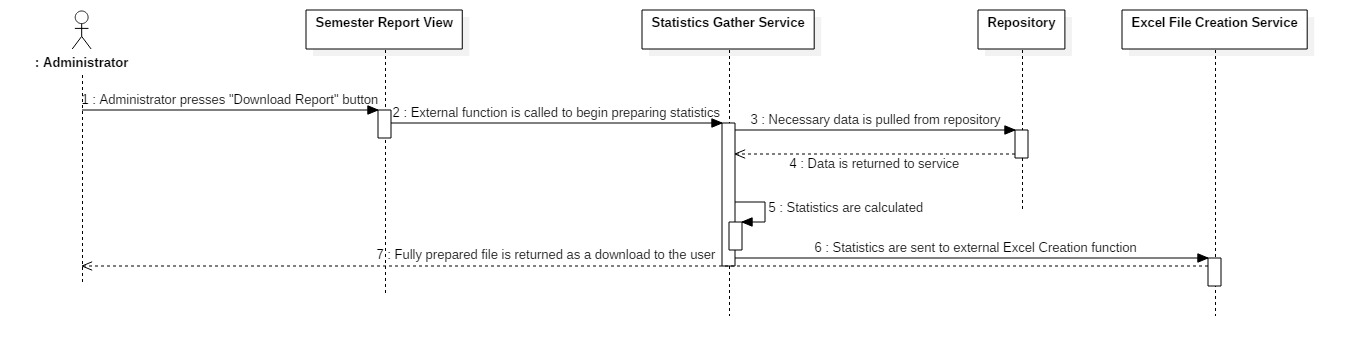 Semester Report View
Statistics Gather Service
Repository
Excel File Creation Service
: Administrator
1 : Administrator presses "Download Report" button
2 : External function is called to begin preparing statistics
3 : Necessary data is pulled from repository
4 : Data is returned to service
5 : Statistics are calculated
6 : Statistics are sent to external Excel Creation function
7 : Fully prepared file is returned as a download to the user